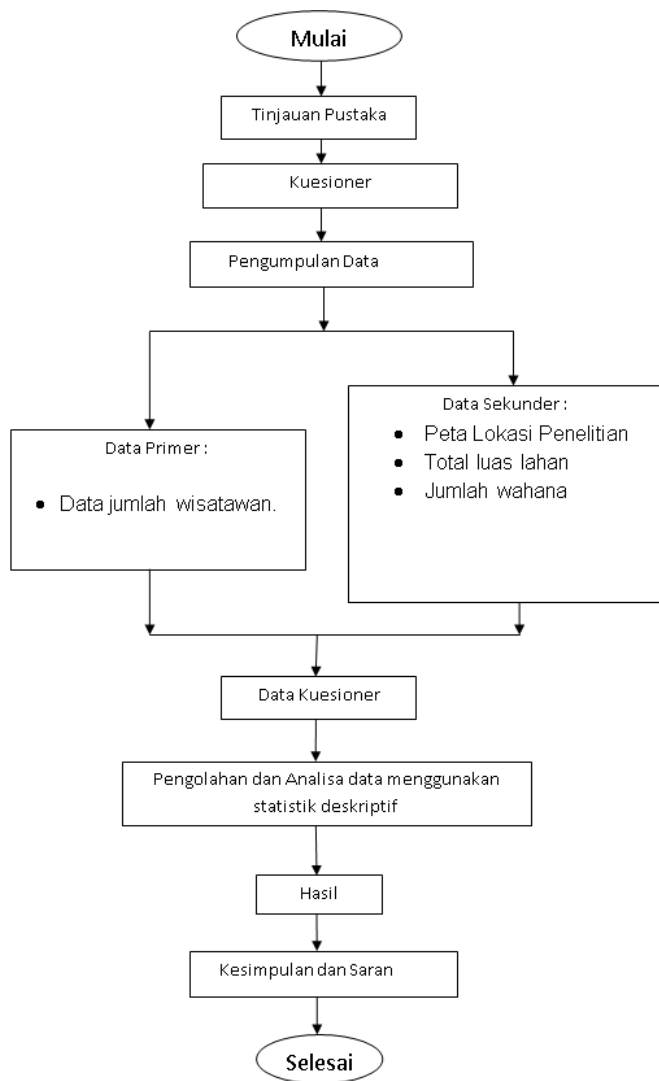 Mulai
Tinjauan Pustaka
Kuesioner
Pengumpulan Data
Data Primer :
• Data jumlah wisatawan.
Data Sekunder :
• Peta Lokasi Penelitian
• Total luas lahan
• Jumlah wahana
Data Kuesioner
Pengolahan dan Analisa data menggunakan
statistik deskriptif
Hasil
Kesimpulan dan Saran
Selesai